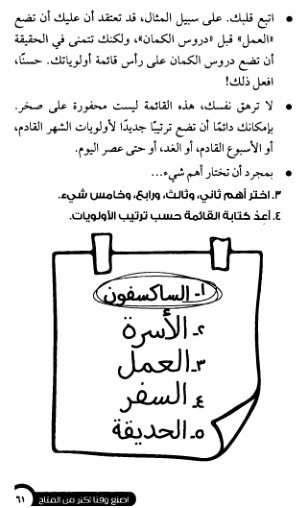 • اتبع قلبك. على سبيل المثال، قد تعتقد أن عليك أن تضع
«العمل» قبل «دروس الكمان»، ولكنك تتمنى في الحقيقة
أن تضع دروس الكمان على رأس قائمة أولوياتك. حسنًا،
افعل ذلك!
• لا ترهق نفسك، هذه القائمة ليست محفورة على صخر.
بإمكانك دائمًا أن تضع ترتيبًا جديدًا لأولويات الشهر القادم،
أو الأسبوع القادم، أو الغد، أو حتى عصر اليوم.
• بمجرد أن تختار أهم شيء...
٣. اختر أهم ثاني، وثالث، ورابع، وخامس شيء.
٤. أعِدْ كتابة القائمة حسب ترتيب الأولويات.
١- الساكسفون
٢- الأسرة
٣- العمل
٤- السفر
٥- الحديقة
اصنع وقتا أكثر من المتاح ٦١